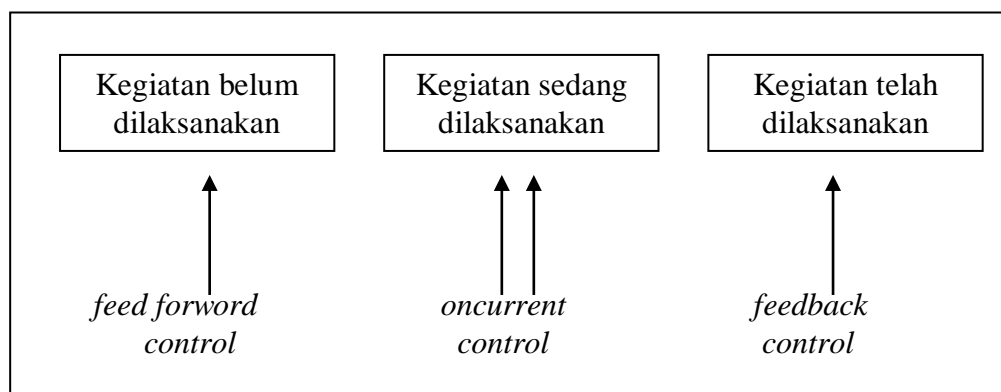 Kegiatan belum
dilaksanakan
Kegiatan sedang
dilaksanakan
Kegiatan telah
dilaksanakan
feed forword
control
oncurrent
control
feedback
control